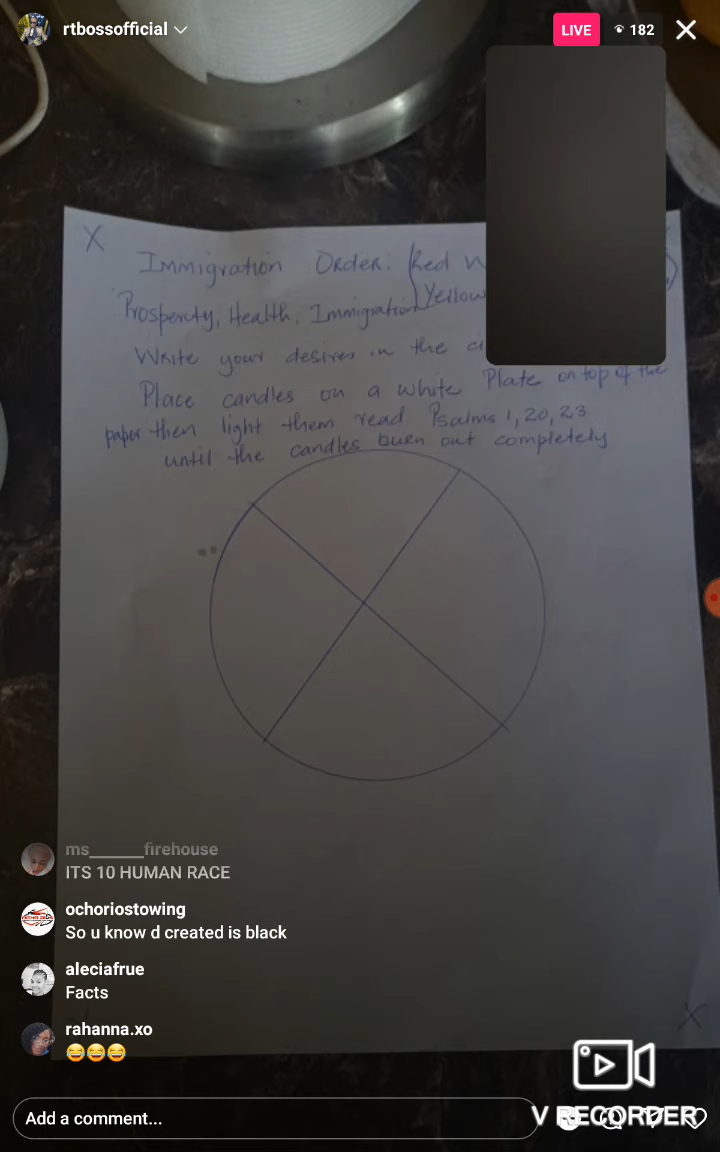 rtbossofficial
LIVE 182
X
Immigration Order: (Red
Prosperity, Health, Immigration (Yellow
Write your desires in the
Place candles on a white Plate on top of the
paper then light them read Psalms 1, 20, 23
until the candles burn out completely
ms______firehouse
ITS 10 HUMAN RACE
ochoriostowing
So u know d created is black
aleciafrue
Facts
rahanna.xo
😂😂😂
X
Add a comment...
V RECORDER